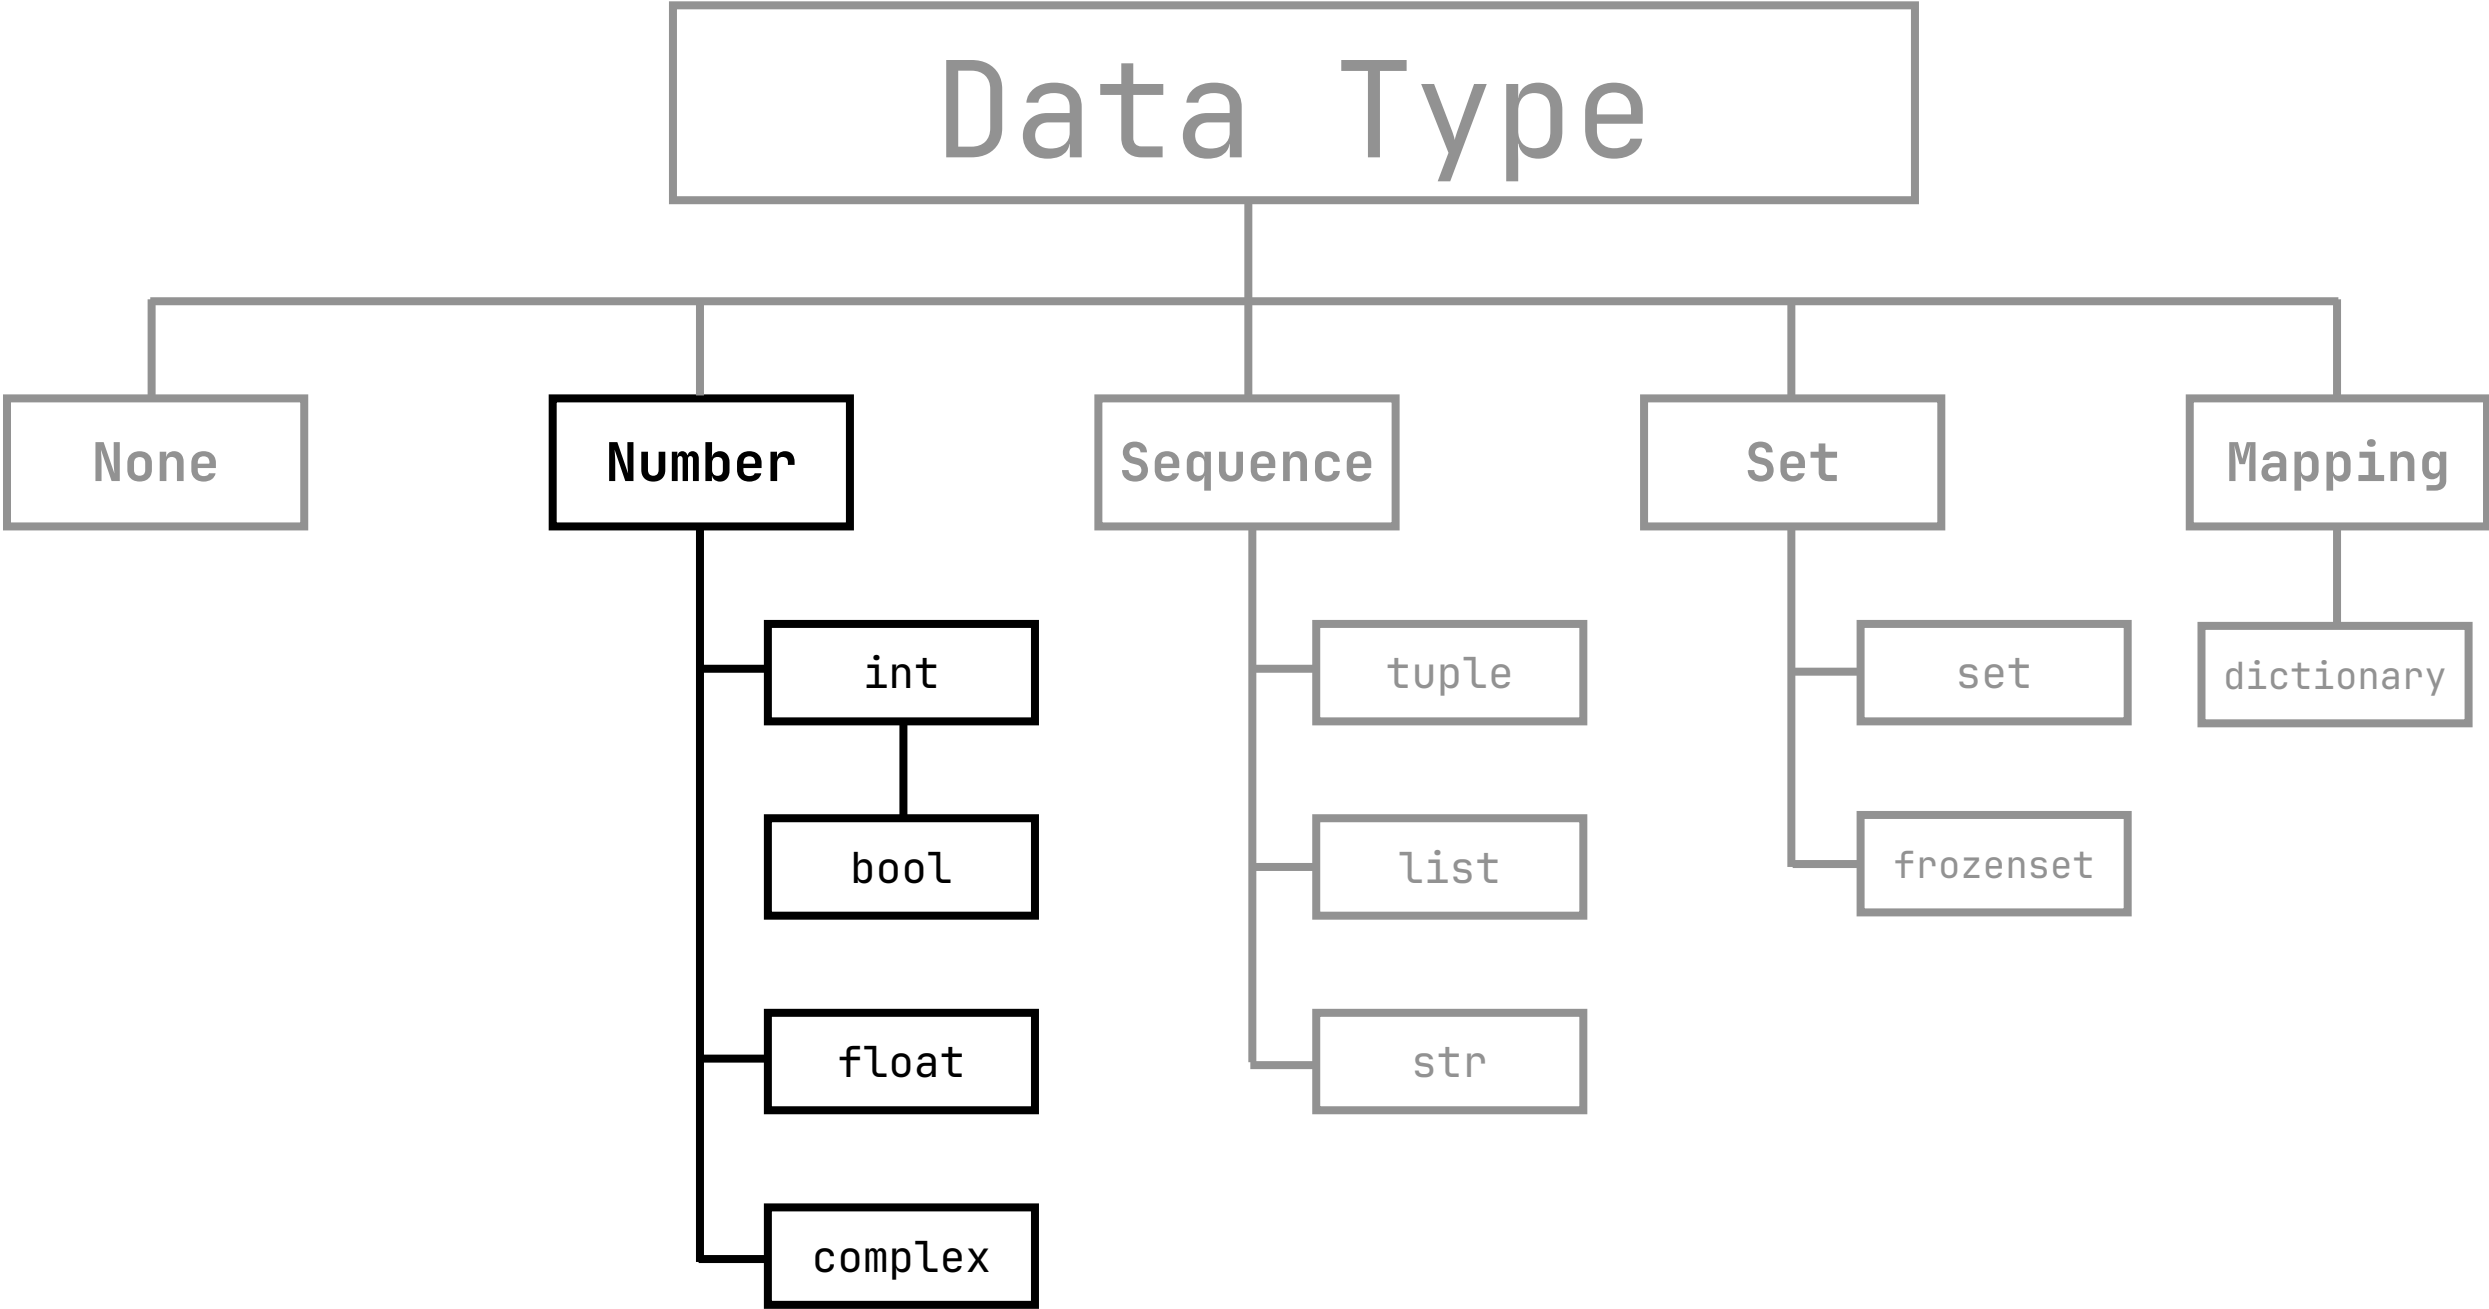 Data Type
None
Number
Sequence
Set
Mapping
int
tuple
set
dictionary
bool
list
frozenset
float
str
complex